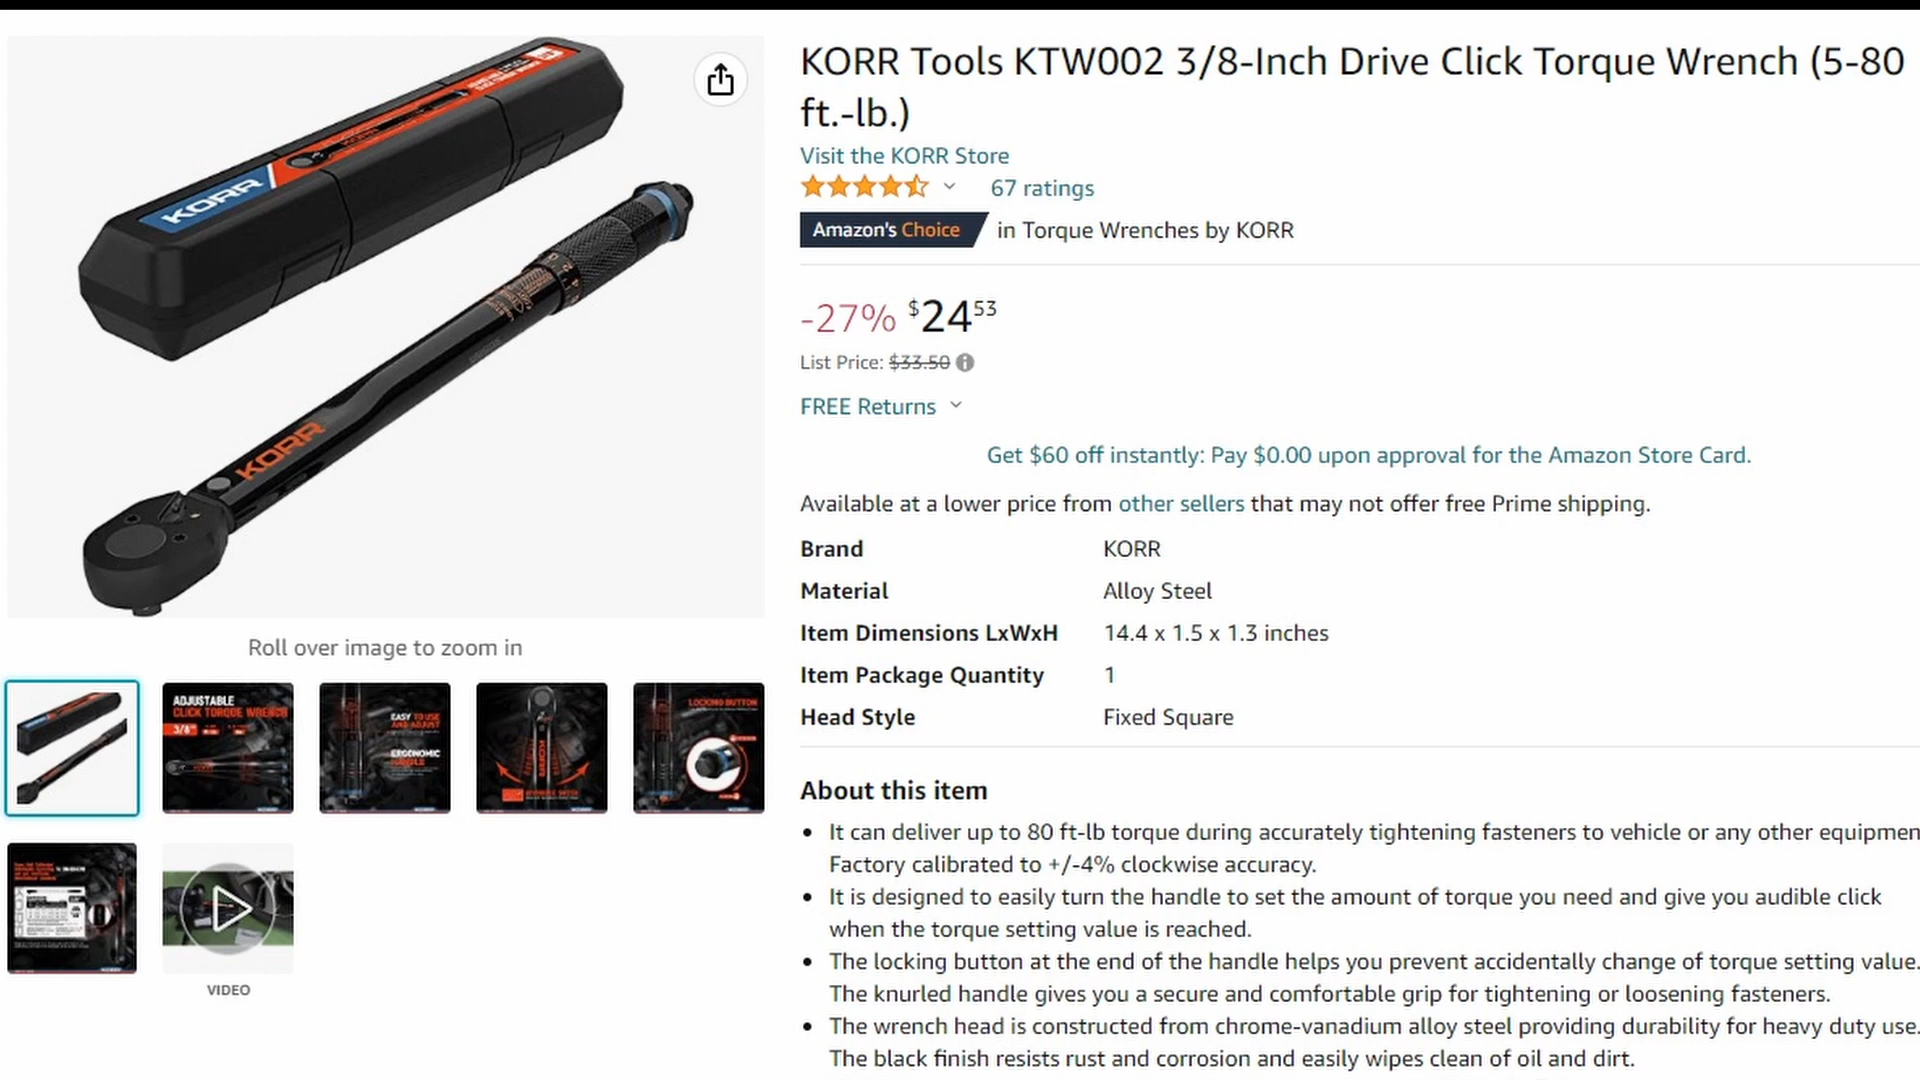 KORR Tools KTW002 3/8-Inch Drive Click Torque Wrench (5-80
ft.-lb.)
Visit the KORR Store
67 ratings
Amazon's Choice in Torque Wrenches by KORR
-27% $24 53
List Price: $33.50
FREE Returns
Get $60 off instantly: Pay $0.00 upon approval for the Amazon Store Card.
Available at a lower price from other sellers that may not offer free Prime shipping.
Brand KORR
Material Alloy Steel
Item Dimensions LxWxH 14.4 x 1.5 x 1.3 inches
Item Package Quantity 1
Head Style Fixed Square
About this item
It can deliver up to 80 ft-lb torque during accurately tightening fasteners to vehicle or any other equipmen
Factory calibrated to +/-4% clockwise accuracy.
It is designed to easily turn the handle to set the amount of torque you need and give you audible click
when the torque setting value is reached.
The locking button at the end of the handle helps you prevent accidentally change of torque setting value.
The knurled handle gives you a secure and comfortable grip for tightening or loosening fasteners.
The wrench head is constructed from chrome-vanadium alloy steel providing durability for heavy duty use.
The black finish resists rust and corrosion and easily wipes clean of oil and dirt.
KORR
KORR
Roll over image to zoom in
ADJUSTABLE
CLICK TORQUE WRENCH
3/8"
EASY TO USE
AND ADJUST
ERGONOMIC
HANDLE
LOCKING BUTTON
VIDEO